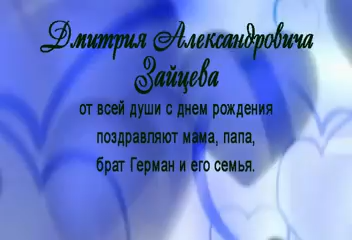 Дмитрия Александровича
Зайцева
от всей души с днем рождения
поздравляют мама, папа,
брат Герман и его семья.